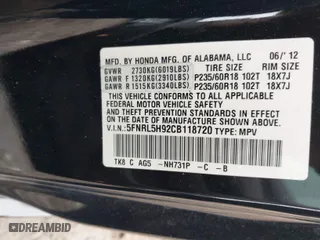 MFD. BY HONDA MFG. OF ALABAMA, LLC 06/'12
GVWR 2730KG(6019LBS) TIRE SIZE RIM SIZE
GAWR F 1320KG(2910LBS) P235/60R18 102T 18X7J
GAWR R 1515KG(3340LBS) P235/60R18 102T 18X7J
THIS VEHICLE CONFORMS TO ALL APPLICABLE FEDERAL
MOTOR VEHICLE SAFETY AND THEFT PREVENTION
STANDARDS IN EFFECT ON THE DATE OF
MANUFACTURE SHOWN ABOVE.
V.I.N.:5FNRL5H92CB118720 TYPE: MPV
TK8 C AG5 -NH731P -C -B
DREAMBID